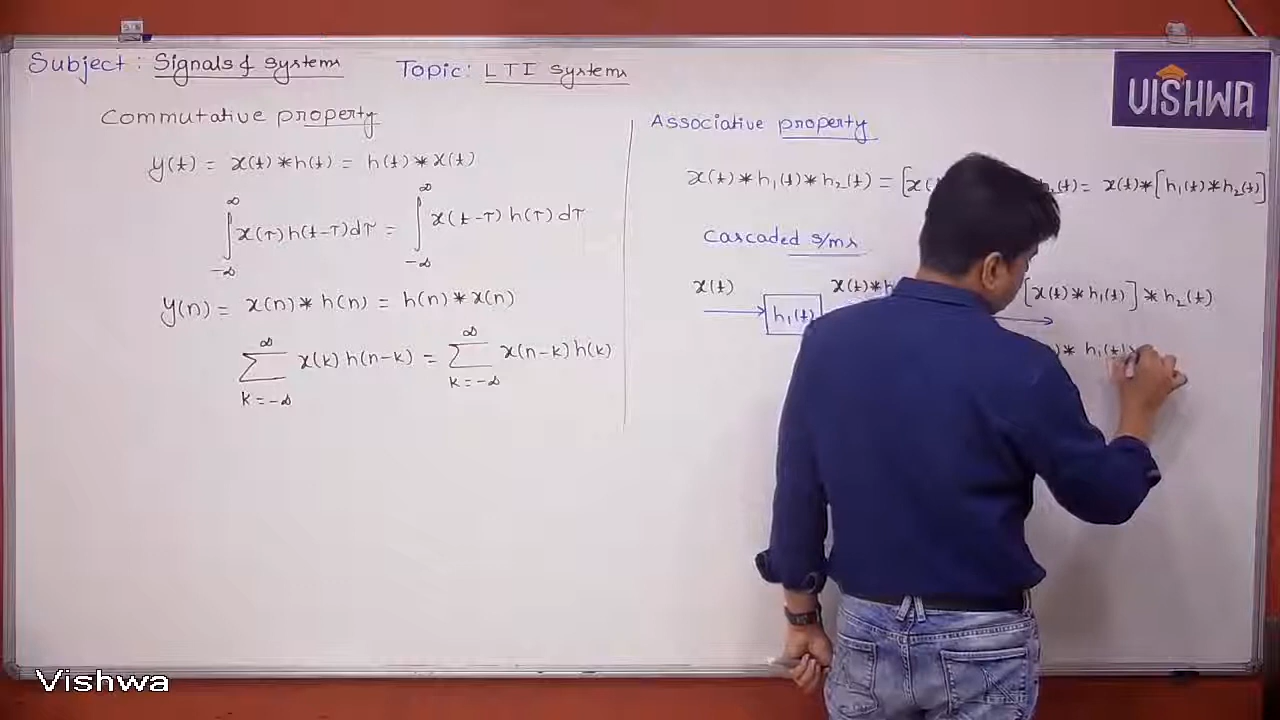 Subject: Signals & systems Topic: LTI systems
VISHWA
Commutative property
y(t) = x(t)*h(t) = h(t)*x(t)
∫_{-∞}^{∞} x(τ)h(t-τ)dτ = ∫_{-∞}^{∞} x(t-τ)h(τ)dτ
y(n) = x(n)*h(n) = h(n)*x(n)
∑_{k=-∞}^{∞} x(k)h(n-k) = ∑_{k=-∞}^{∞} x(n-k)h(k)
Associative property
x(t)*h₁(t)*h₂(t) = [x(t = x(t)*[h₁(t)*h₂(t)]
Cascaded s/ms
x(t) x(t)*h [x(t)*h₁(t)]*h₂(t)
h₁(t)
)* h₁(t)
Vishwa